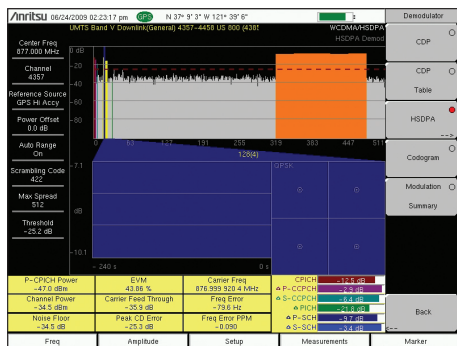 Anritsu 06/24/2009 02:23:17 pm GPS N 37° 9' 3" W 121° 39' 6"
Demodulator
UMTS Band V Downlink(General) 4357-4458 US 800 (4385
WCDMA/HSDPA
HSDPA Demod
Center Freq
877.000 MHz
Channel
4357
Reference Source
GPS Hi Accy
Power Offset
0.0 dB
Auto Range
On
Scrambling Code
422
Max Spread
512
Threshold
-25.2 dB
0 dB
-20
-40
-60
-80
0 63 127 191 255 319 383 447 511
128(4)
-7.1
dB
-10.1
- 240 s
0 s
QPSK
CDP
CDP
Table
HSDPA
-->
Codogram
Modulation
Summary
Back
<--
P-CPICH Power
-47.0 dBm
EVM
43.86 %
Carrier Freq
876.999 920 4 MHz
Channel Power
-34.5 dBm
Carrier Feed Through
-35.9 dB
Freq Error
-79.6 Hz
Noise Floor
-34.5 dB
Peak CD Error
-25.3 dB
Freq Error PPM
-0.090
CPICH -12.5 dB
Δ P-CCPCH -2.9 dB
Δ S-CCPCH -6.4 dB
Δ PICH -21.8 dB
Δ P-SCH -9.7 dB
Δ S-SCH -3.4 dB
Freq
Amplitude
Setup
Measurements
Marker